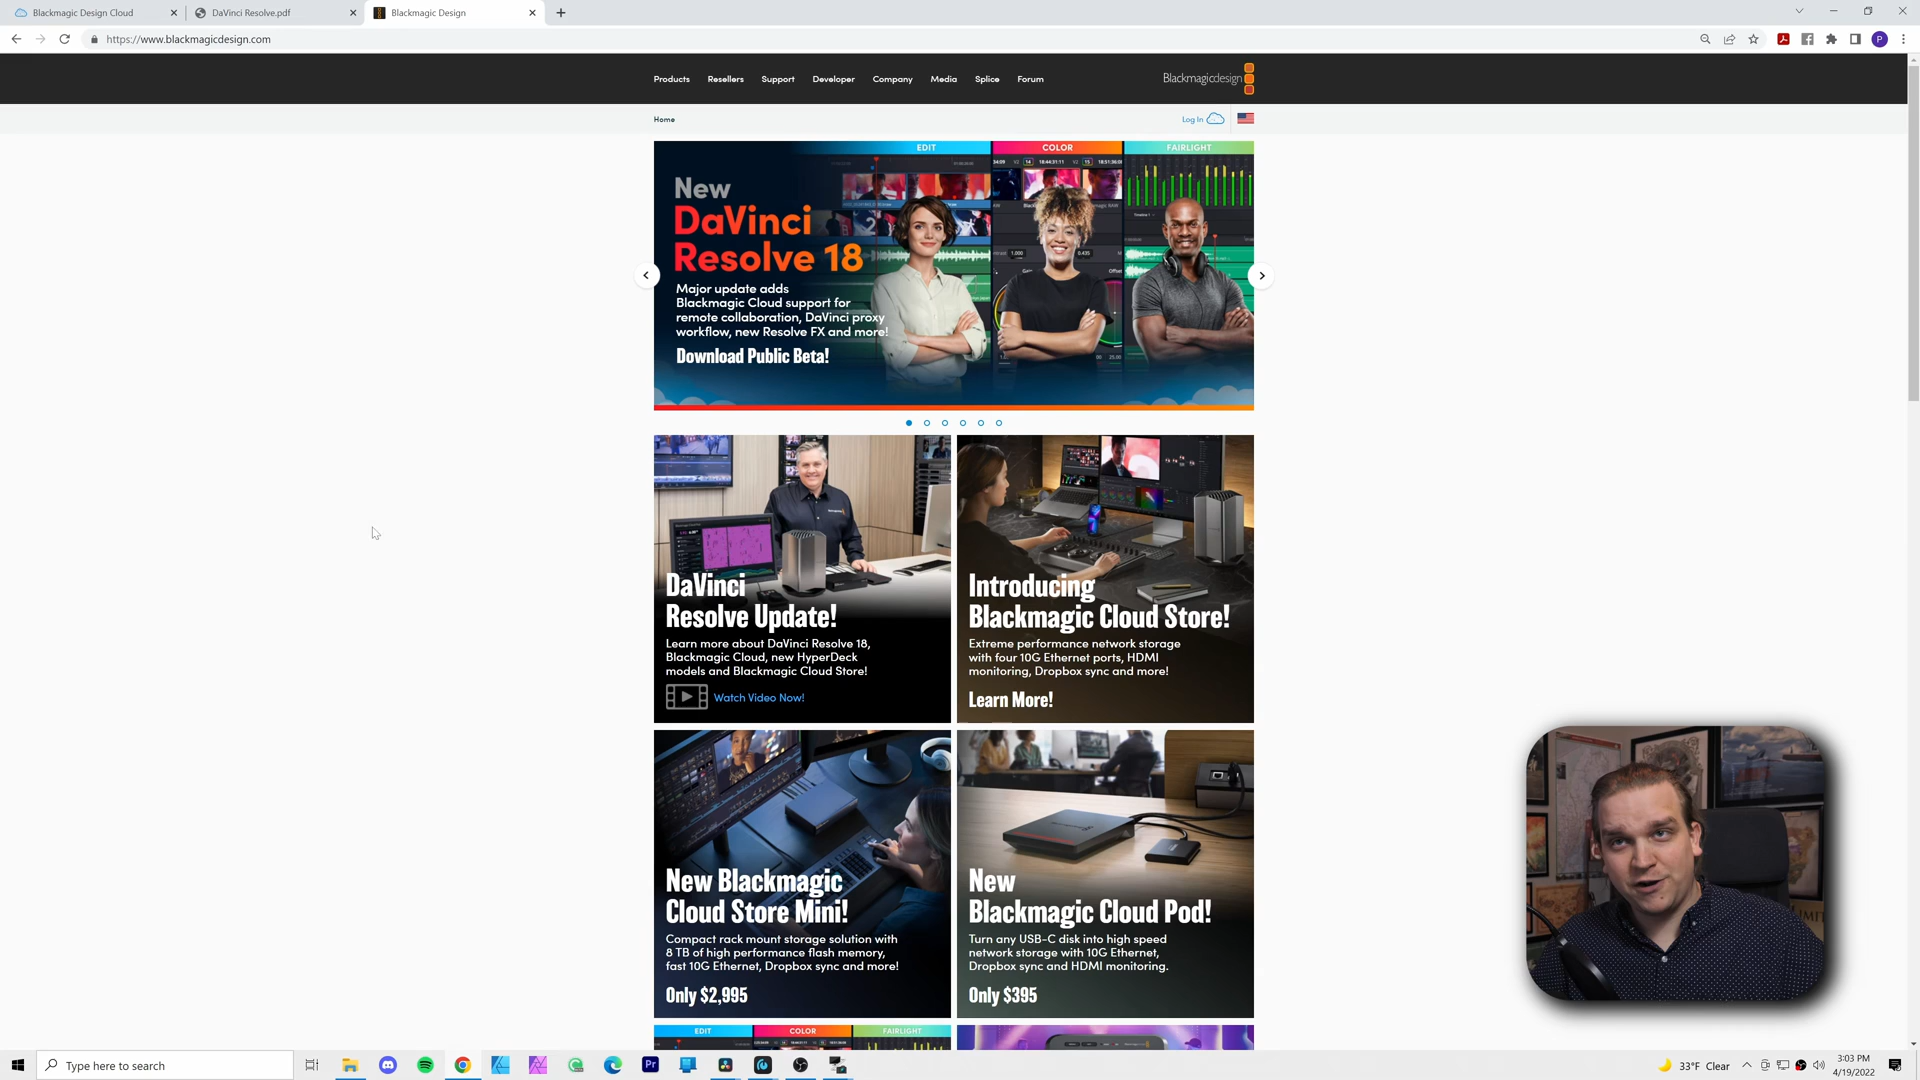 Blackmagic Design Cloud
DaVinci Resolve.pdf
Blackmagic Design
https://www.blackmagicdesign.com
P
Products Resellers Support Developer Company Media Splice Forum
Blackmagicdesign
Home
Log In
EDIT COLOR FAIRLIGHT
New
DaVinci
Resolve 18
Major update adds
Blackmagic Cloud support for
remote collaboration, DaVinci proxy
workflow, new Resolve FX and more!
Download Public Beta!
DaVinci
Resolve Update!
Learn more about DaVinci Resolve 18,
Blackmagic Cloud, new HyperDeck
models and Blackmagic Cloud Store!
Watch Video Now!
Introducing
Blackmagic Cloud Store!
Extreme performance network storage
with four 10G Ethernet ports, HDMI
monitoring, Dropbox sync and more!
Learn More!
New Blackmagic
Cloud Store Mini!
Compact rack mount storage solution with
8 TB of high performance flash memory,
fast 10G Ethernet, Dropbox sync and more!
Only $2,995
New
Blackmagic Cloud Pod!
Turn any USB-C disk into high speed
network storage with 10G Ethernet,
Dropbox sync and HDMI monitoring.
Only $395
EDIT COLOR FAIRLIGHT
Type here to search
Pr
33°F Clear
3:03 PM
4/19/2022